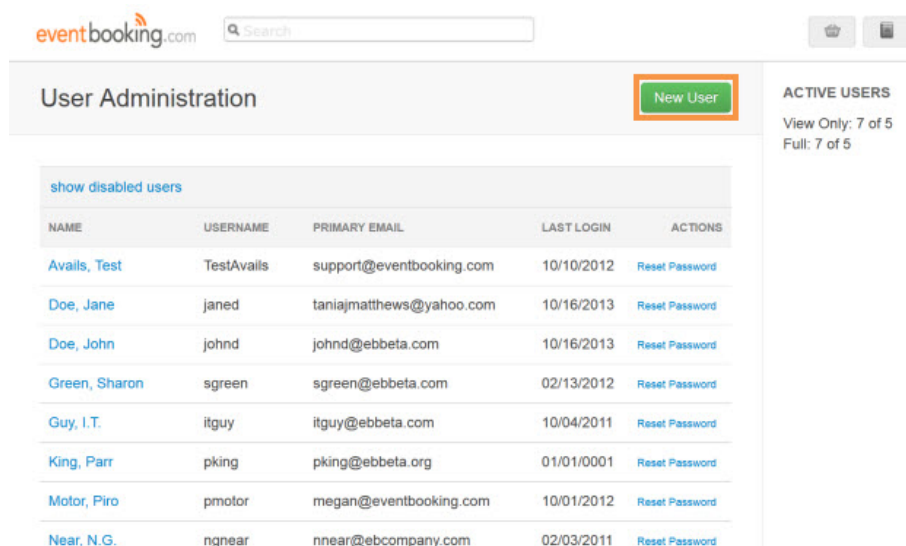 eventbooking.com
Search
User Administration
New User
ACTIVE USERS
View Only: 7 of 5
Full: 7 of 5
show disabled users
NAME USERNAME PRIMARY EMAIL LAST LOGIN ACTIONS
Avails, Test TestAvails support@eventbooking.com 10/10/2012 Reset Password
Doe, Jane janed taniajmatthews@yahoo.com 10/16/2013 Reset Password
Doe, John johnd johnd@ebbeta.com 10/16/2013 Reset Password
Green, Sharon sgreen sgreen@ebbeta.com 02/13/2012 Reset Password
Guy, I.T. itguy itguy@ebbeta.com 10/04/2011 Reset Password
King, Parr pking pking@ebbeta.org 01/01/0001 Reset Password
Motor, Piro pmotor megan@eventbooking.com 10/01/2012 Reset Password
Near, N.G. ngnear nnear@ebcompany.com 02/03/2011 Reset Password